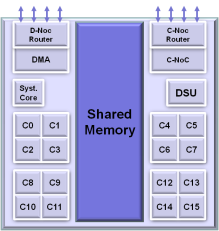 D-Noc
Router
DMA
Syst.
Core
C0 C1
C2 C3
C8 C9
C10 C11
Shared
Memory
C-Noc
Router
C-NoC
DSU
C4 C5
C6 C7
C12 C13
C14 C15